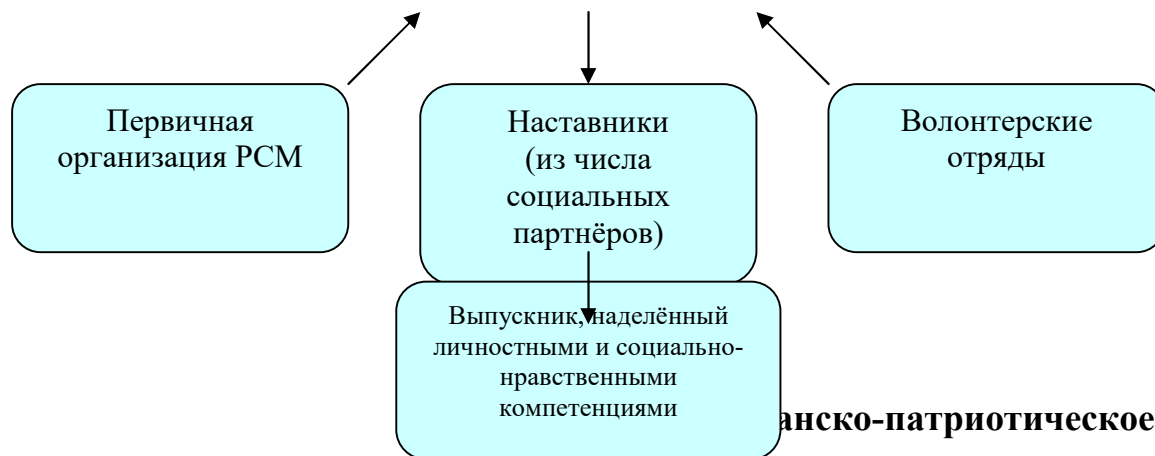 Первичная
организация РСМ
Наставники
(из числа
социальных
партнёров)
Волонтерские
отряды
Выпускник, наделённый
личностными и социально-
нравственными
компетенциями
анско-патриотическое